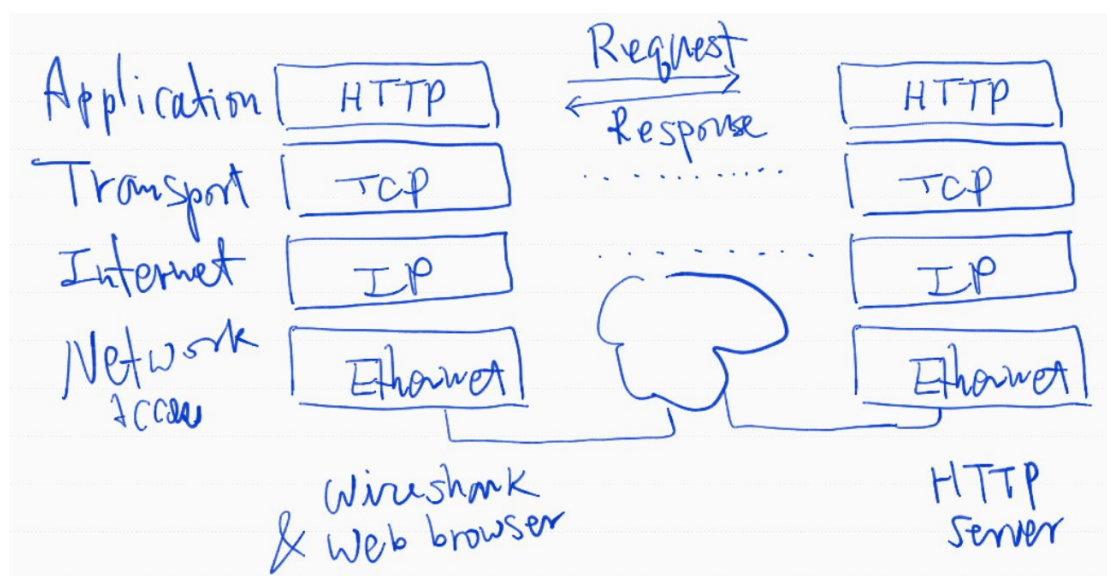 Request
Application HTTP HTTP
Response
Transport TCP TCP
Internet IP IP
Network Ethernet Ethernet
Access
Wireshark HTTP
& Web browser Server